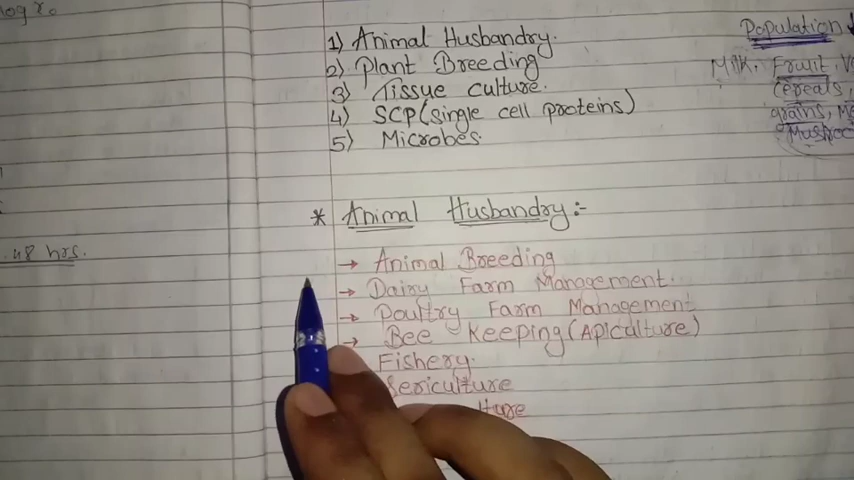 1) Animal Husbandry.
2) Plant Breeding
3) Tissue culture.
4) SCP (single cell proteins)
5) Microbes.
Population
Milk, Fruit,
cereals,
grains,
* Animal Husbandry:-
→ Animal Breeding
→ Dairy Farm Management.
→ Poultry Farm Management
→ Bee Keeping (Apiculture)
Fishery.
Sericulture
48 hrs.